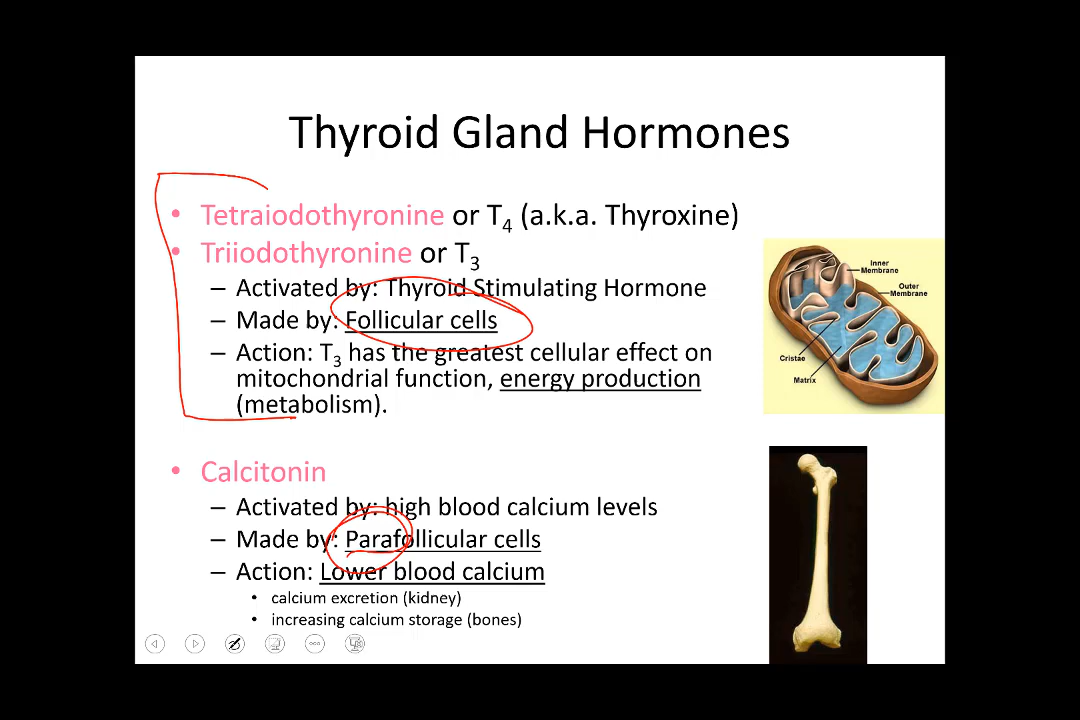 Thyroid Gland Hormones
• Tetraiodothyronine or T4 (a.k.a. Thyroxine)
• Triiodothyronine or T3
– Activated by: Thyroid Stimulating Hormone
– Made by: Follicular cells
– Action: T3 has the greatest cellular effect on
mitochondrial function, energy production
(metabolism).
Inner
Membrane
Outer
Membrane
Cristae
Matrix
• Calcitonin
– Activated by: high blood calcium levels
– Made by: Parafollicular cells
– Action: Lower blood calcium
• calcium excretion (kidney)
• increasing calcium storage (bones)